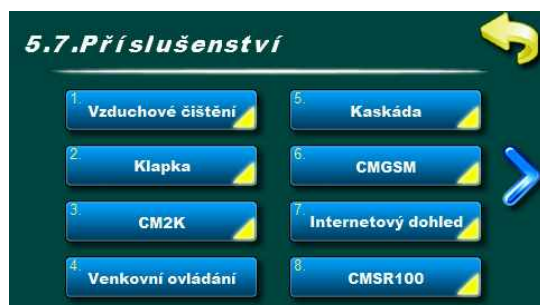 5.7.Příslušenství
1. Vzduchové čištění
2. Klapka
3. CM2K
4. Venkovní ovládání
5. Kaskáda
6. CMGSM
7. Internetový dohled
8. CMSR100